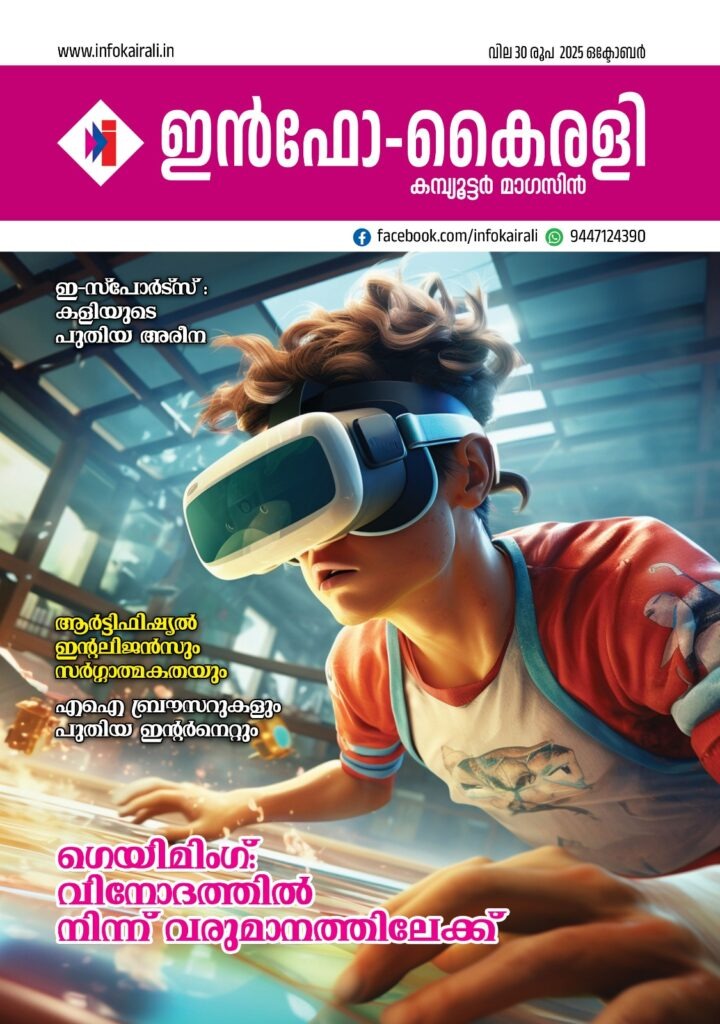 www.infokairali.in
വില 30 രൂപ 2025 ഒക്ടോബർ
ഇൻഫോ-കൈരളി
കമ്പ്യൂട്ടർ മാഗസിൻ
facebook.com/infokairali 9447124390
ഇ-സ്പോർട്സ് :
കളിയുടെ
പുതിയ അരീന
ആർട്ടിഫിഷ്യൽ
ഇന്റലിജൻസും
സർഗ്ഗാത്മകതയും
എഐ ബ്രൗസറുകളും
പുതിയ ഇന്റർനെറ്റും
ഗെയിമിംഗ്:
വിനോദത്തിൽ
നിന്ന് വരുമാനത്തിലേക്ക്